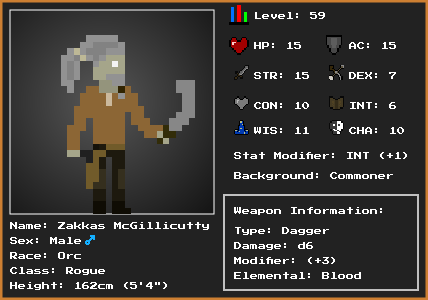 Level: 59
HP: 15 AC: 15
STR: 15 DEX: 7
CON: 10 INT: 6
WIS: 11 CHA: 10
Stat Modifier: INT (+1)
Background: Commoner
Weapon Information:
Type: Dagger
Damage: d6
Modifier: (+3)
Elemental: Blood
Name: Zakkas McGillicutty
Sex: Male♂
Race: Orc
Class: Rogue
Height: 162cm (5'4")